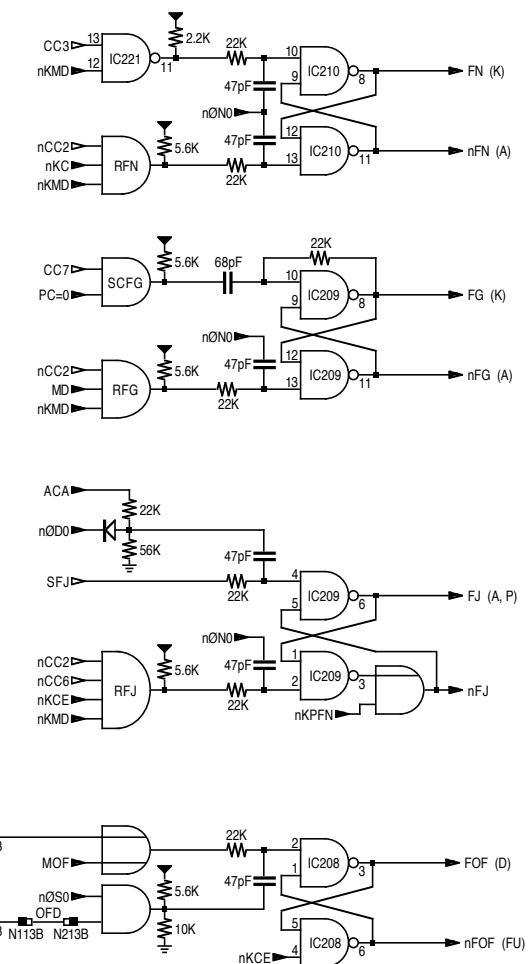 2.2K
CC3 13 22K 10
IC221 IC210 8 FN (K)
nKMD 12 11 9
47pF
nØN0
47pF
nCC2 5.6K 12
nKC RFN IC210 11 nFN (A)
nKMD 13
22K
22K
5.6K 68pF
CC7 10
SCFG IC209 8 FG (K)
PC=0 9
nØN0
5.6K 47pF 12
nCC2
MD RFG IC209 11 nFG (A)
nKMD 13
22K
ACA
22K
nØD0
56K 47pF
SFJ 4
22K IC209 6 FJ (A, P)
5
nØN0
nCC2 5.6K 47pF 1
nCC6 RFJ IC209 3
nKCE 2
22K nFJ
nKMD nKPFN
22K 2
MOF IC208 3 FOF (D)
1
nØS0 5.6K 47pF
OFD
N113B N213B 10K 5
IC208 6 nFOF (FU)
nKCE 4